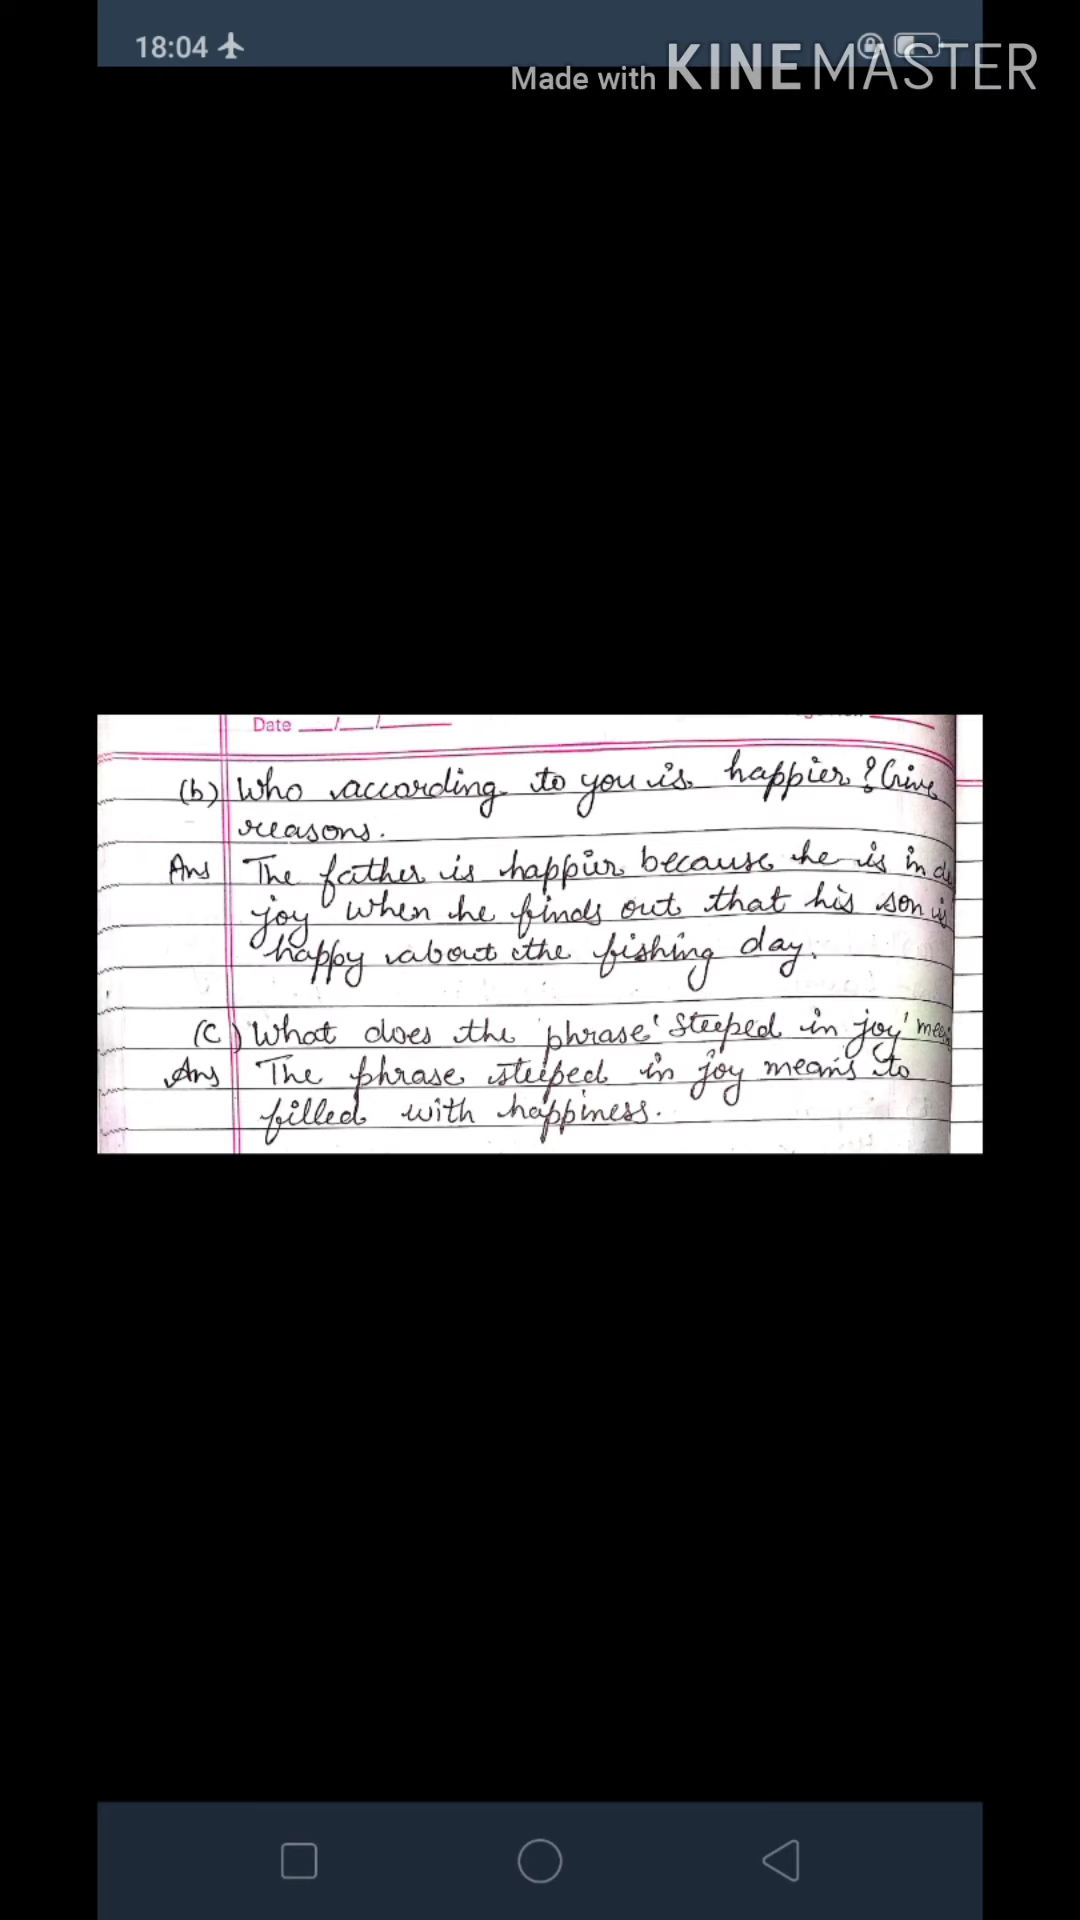 18:04
Made with KINEMASTER
Date
(b) Who according to you is happier? Give
reasons.
Ans The father is happier because he is in
joy when he finds out that his son is
happy about the fishing day.
(C) What does the phrase 'steeped in joy'
Ans The phrase steeped in joy means to
filled with happiness.